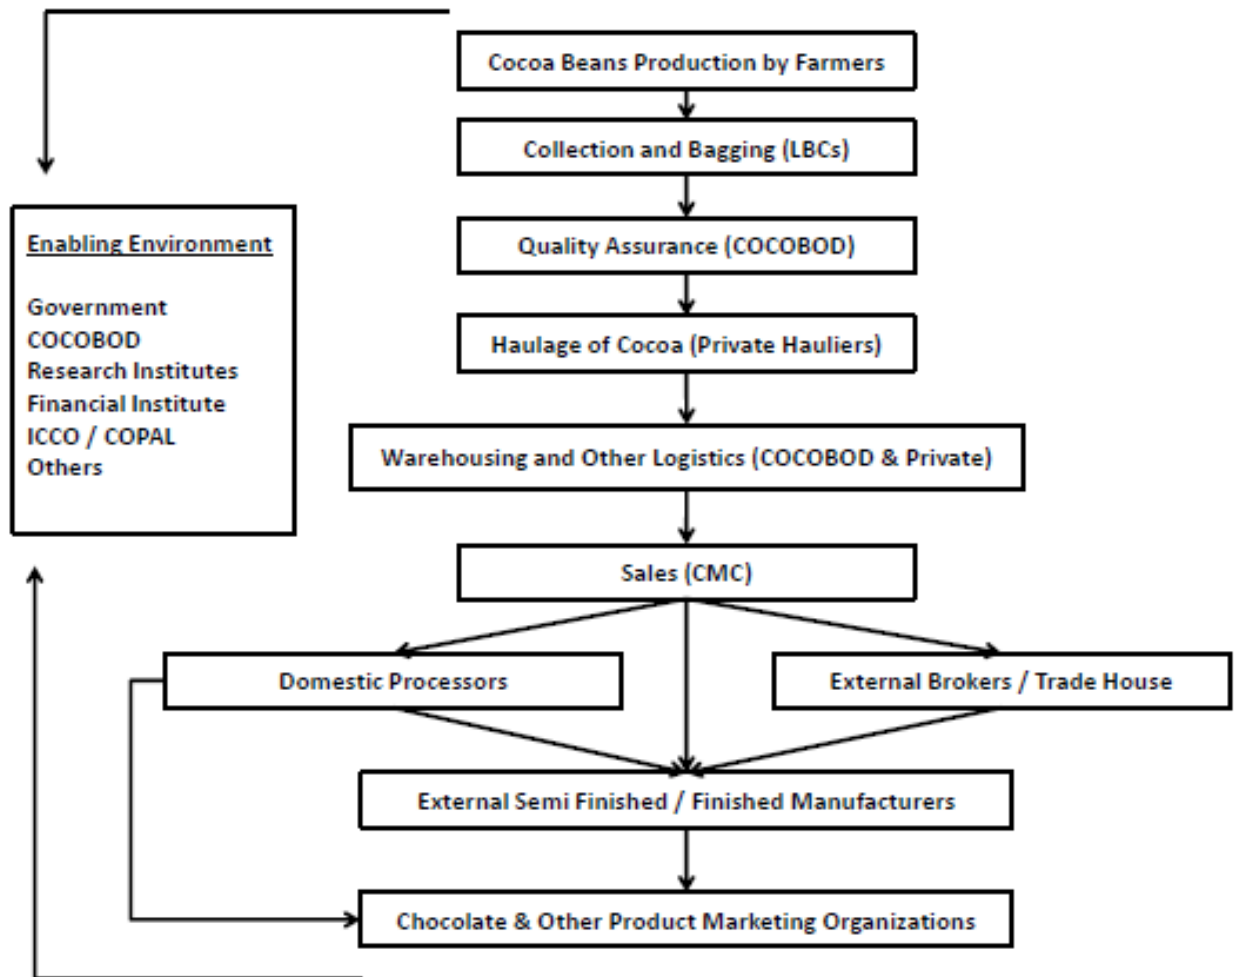 Cocoa Beans Production by Farmers
Collection and Bagging (LBCs)
Quality Assurance (COCOBOD)
Haulage of Cocoa (Private Hauliers)
Warehousing and Other Logistics (COCOBOD & Private)
Sales (CMC)
Domestic Processors
External Brokers / Trade House
External Semi Finished / Finished Manufacturers
Chocolate & Other Product Marketing Organizations
Enabling Environment
Government
COCOBOD
Research Institutes
Financial Institute
ICCO / COPAL
Others